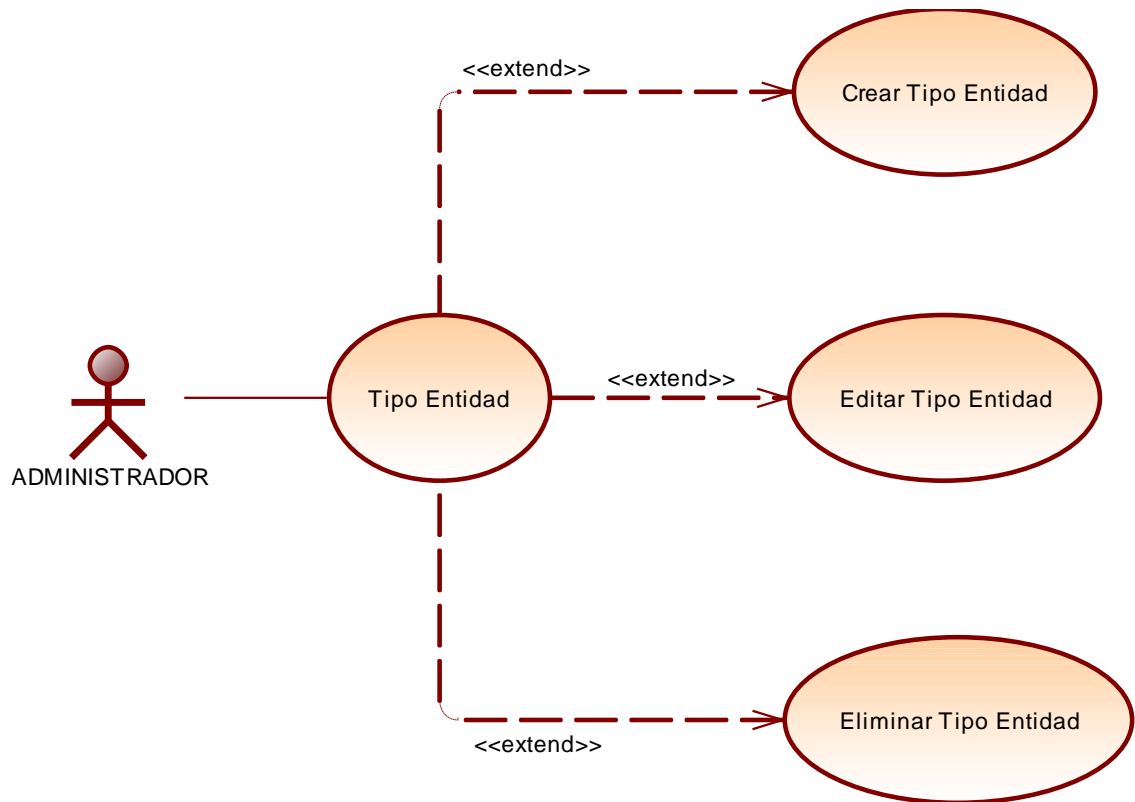 <<extend>>
Crear Tipo Entidad
Tipo Entidad
<<extend>>
Editar Tipo Entidad
ADMINISTRADOR
<<extend>>
Eliminar Tipo Entidad